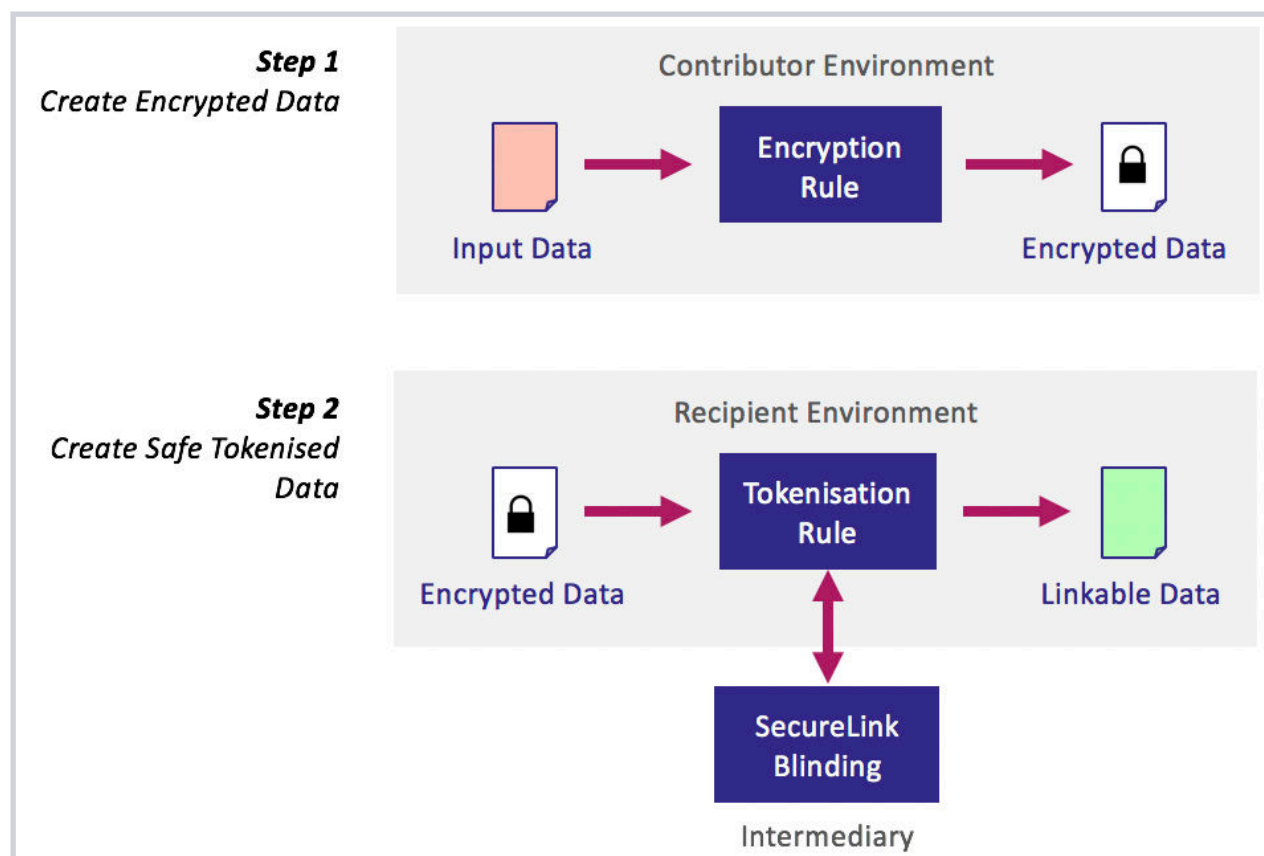 Step 1
Create Encrypted Data
Contributor Environment
Encryption
Rule
Input Data
Encrypted Data
Step 2
Create Safe Tokenised
Data
Recipient Environment
Tokenisation
Rule
Encrypted Data
Linkable Data
SecureLink
Blinding
Intermediary